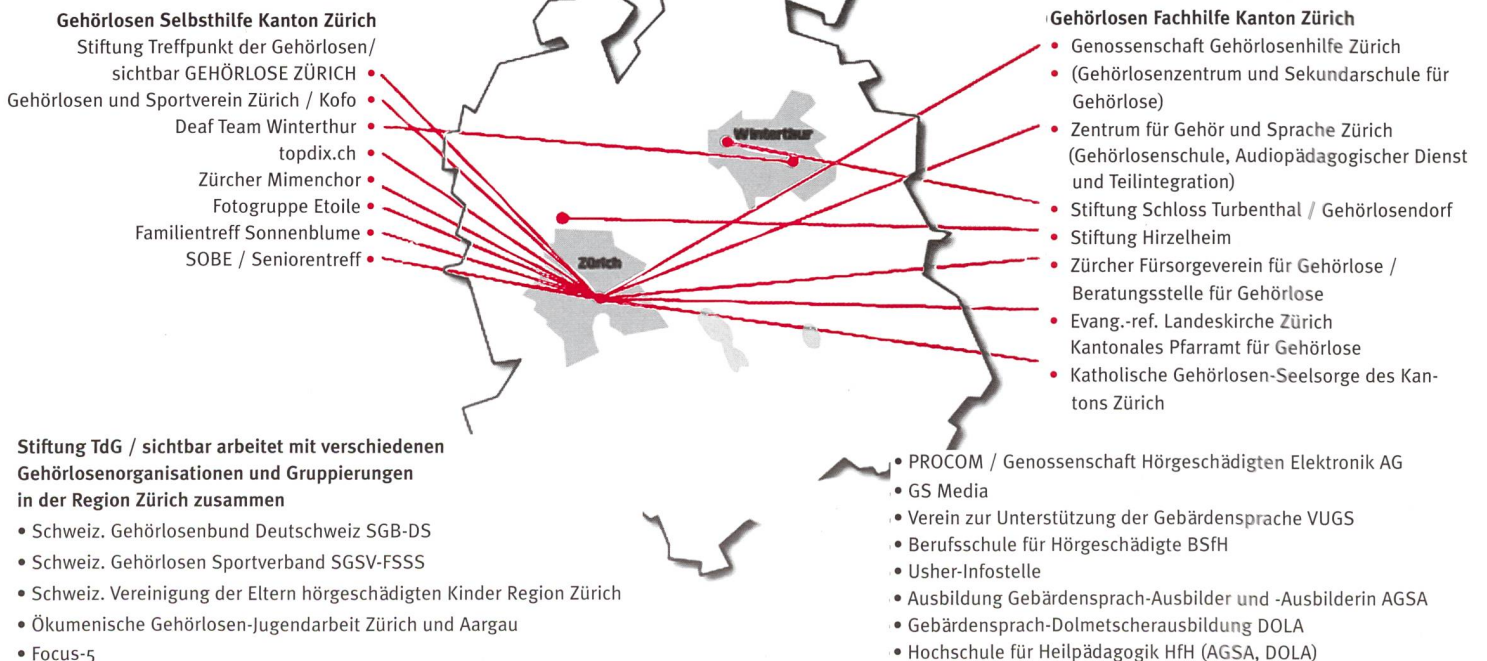 Gehörlosen Selbsthilfe Kanton Zürich
Stiftung Treffpunkt der Gehörlosen/
sichtbar GEHÖRLOSE ZÜRICH •
Gehörlosen und Sportverein Zürich / Kofo •
Deaf Team Winterthur •
topdix.ch •
Zürcher Mimenchor •
Fotogruppe Etoile •
Familientreff Sonnenblume •
SOBE / Seniorentreff •
Winterthur
Zürich
Gehörlosen Fachhilfe Kanton Zürich
• Genossenschaft Gehörlosenhilfe Zürich
• (Gehörlosenzentrum und Sekundarschule für
Gehörlose)
• Zentrum für Gehör und Sprache Zürich
(Gehörlosenschule, Audiopädagogischer Dienst
und Teilintegration)
• Stiftung Schloss Turbenthal / Gehörlosendorf
• Stiftung Hirzelheim
• Zürcher Fürsorgeverein für Gehörlose /
Beratungsstelle für Gehörlose
• Evang.-ref. Landeskirche Zürich
Kantonales Pfarramt für Gehörlose
• Katholische Gehörlosen-Seelsorge des Kan-
tons Zürich
Stiftung TdG / sichtbar arbeitet mit verschiedenen
Gehörlosenorganisationen und Gruppierungen
in der Region Zürich zusammen
• Schweiz. Gehörlosenbund Deutschweiz SGB-DS
• Schweiz. Gehörlosen Sportverband SGSV-FSSS
• Schweiz. Vereinigung der Eltern hörgeschädigten Kinder Region Zürich
• Ökumenische Gehörlosen-Jugendarbeit Zürich und Aargau
• Focus-5
• PROCOM / Genossenschaft Hörgeschädigten Elektronik AG
• GS Media
• Verein zur Unterstützung der Gebärdensprache VUGS
• Berufsschule für Hörgeschädigte BSfH
• Usher-Infostelle
• Ausbildung Gebärdensprach-Ausbilder und -Ausbilderin AGSA
• Gebärdensprach-Dolmetscherausbildung DOLA
• Hochschule für Heilpädagogik HfH (AGSA, DOLA)